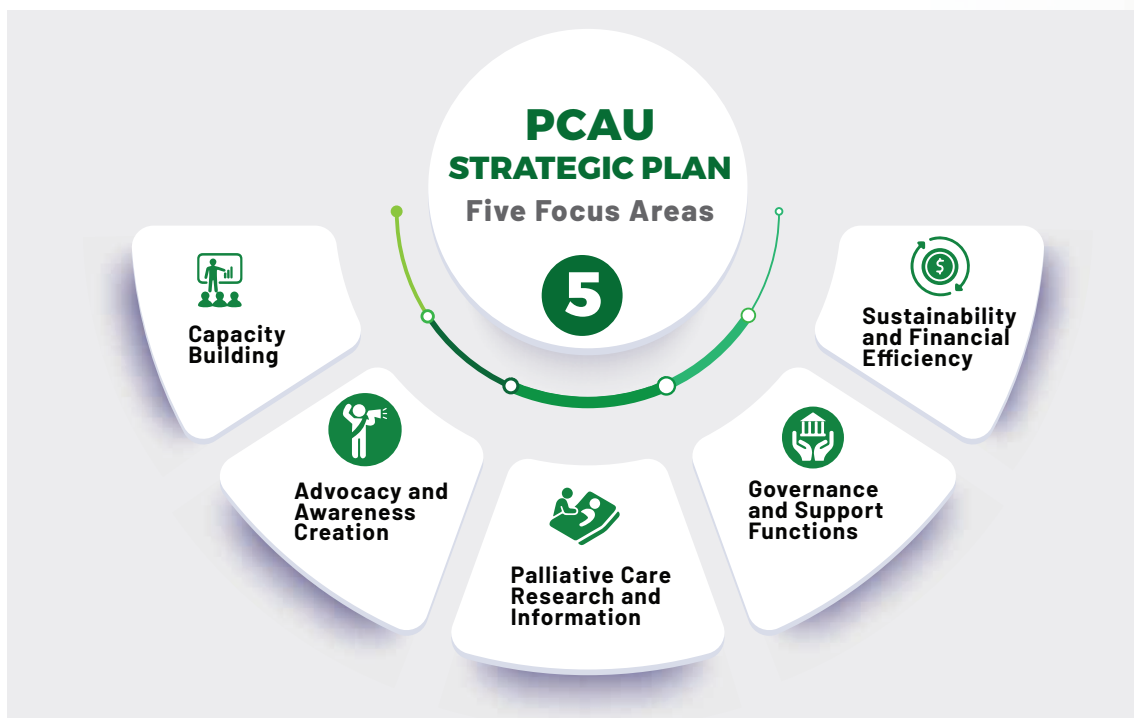 PCAU
STRATEGIC PLAN
Five Focus Areas
5
Capacity
Building
Advocacy and
Awareness
Creation
Palliative Care
Research and
Information
Governance
and Support
Functions
Sustainability
and Financial
Efficiency
$